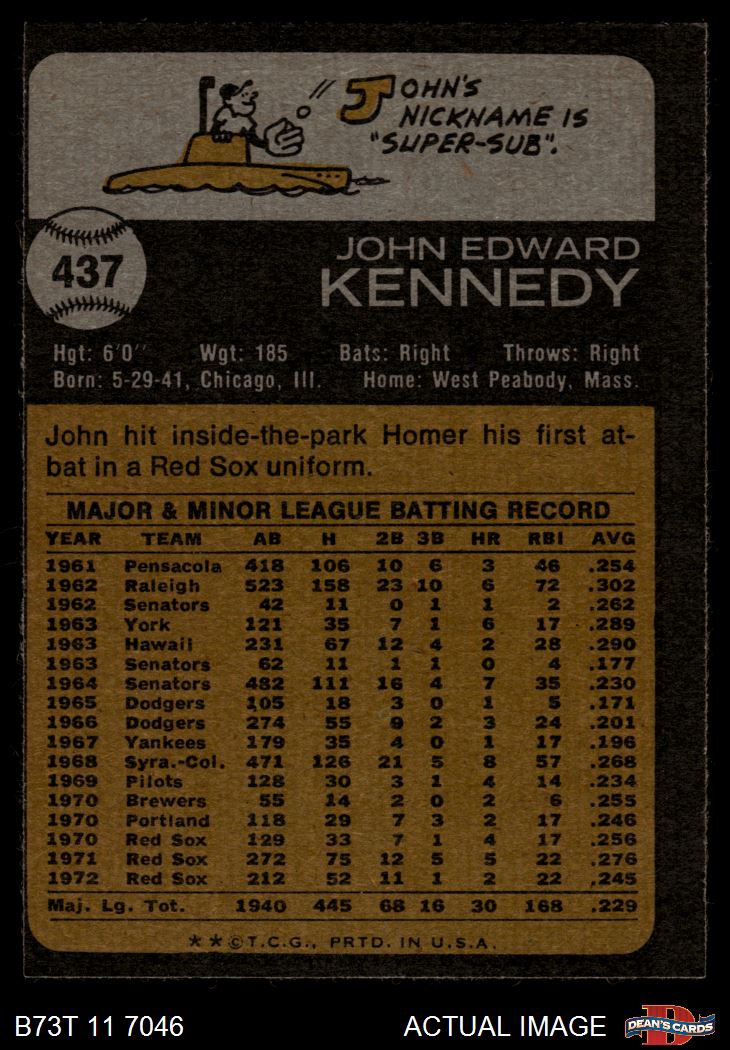 JOHN'S
NICKNAME IS
"SUPER-SUB".
437
JOHN EDWARD
KENNEDY
Hgt: 6'0" Wgt: 185 Bats: Right Throws: Right
Born: 5-29-41, Chicago, Ill. Home: West Peabody, Mass.
John hit inside-the-park Homer his first at-
bat in a Red Sox uniform.
MAJOR & MINOR LEAGUE BATTING RECORD
YEAR TEAM AB H 2B 3B HR RBI AVG
1961 Pensacola 418 106 10 6 3 46 .254
1962 Raleigh 523 158 23 10 6 72 .302
1962 Senators 42 11 0 1 1 2 .262
1963 York 121 35 7 1 6 17 .289
1963 Hawaii 231 67 12 4 2 28 .290
1963 Senators 62 11 1 1 0 4 .177
1964 Senators 482 111 16 4 7 35 .230
1965 Dodgers 105 18 3 0 1 5 .171
1966 Dodgers 274 55 9 2 3 24 .201
1967 Yankees 179 35 4 0 1 17 .196
1968 Syra.-Col. 471 126 21 5 8 57 .268
1969 Pilots 128 30 3 1 4 14 .234
1970 Brewers 55 14 2 0 2 6 .255
1970 Portland 118 29 7 3 2 17 .246
1970 Red Sox 129 33 7 1 4 17 .256
1971 Red Sox 272 75 12 5 5 22 .276
1972 Red Sox 212 52 11 1 2 22 .245
Maj. Lg. Tot. 1940 445 68 16 30 168 .229
**©T.C.G., PRTD. IN U.S.A.
B73T 11 7046 ACTUAL IMAGE
D
DEAN'S CARDS